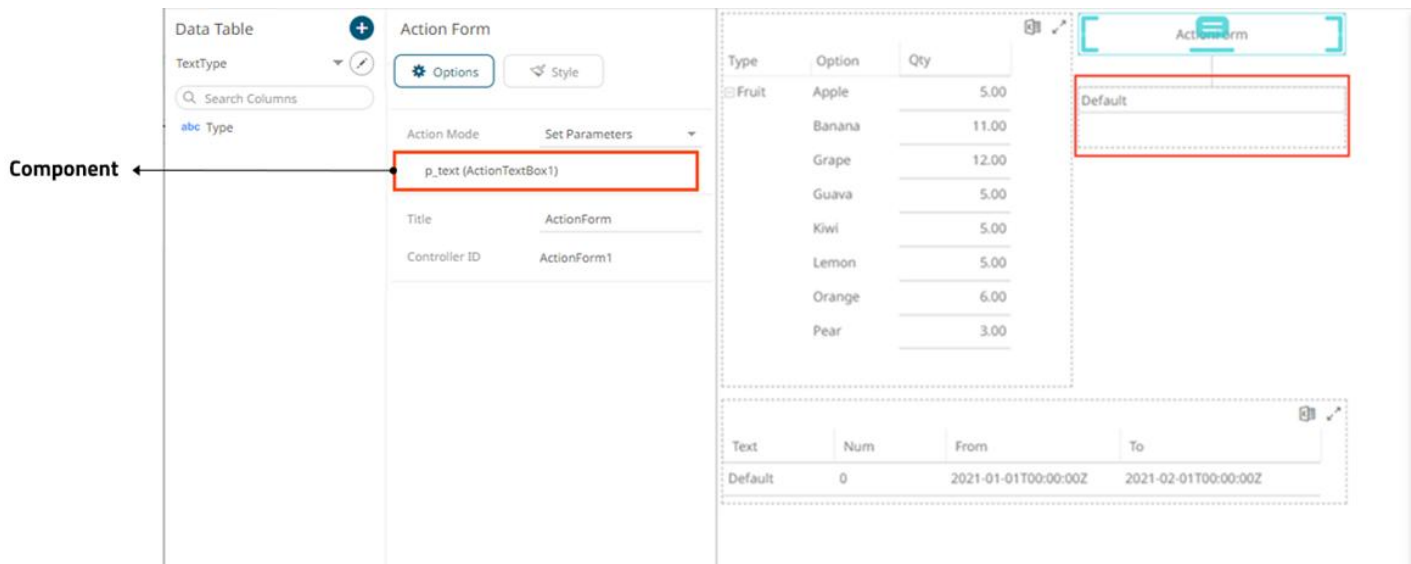 Component
Data Table
TextType
Search Columns
abc Type
Action Form
Options
Style
Action Mode Set Parameters
p_text (ActionTextBox1)
Title ActionForm
Controller ID ActionForm1
Type Option Qty
Fruit Apple 5.00
Banana 11.00
Grape 12.00
Guava 5.00
Kiwi 5.00
Lemon 5.00
Orange 6.00
Pear 3.00
ActionForm
Default
Text Num From To
Default 0 2021-01-01T00:00:00Z 2021-02-01T00:00:00Z